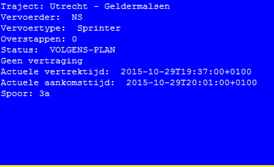 Traject: Utrecht - Geldermalsen
Vervoerder: NS
Vervoertype: Sprinter
Overstappen: 0
Status: VOLGENS-PLAN
Geen vertraging
Actuele vertrektijd: 2015-10-29T19:37:00+0100
Actuele aankomsttijd: 2015-10-29T20:01:00+0100
Spoor: 3a